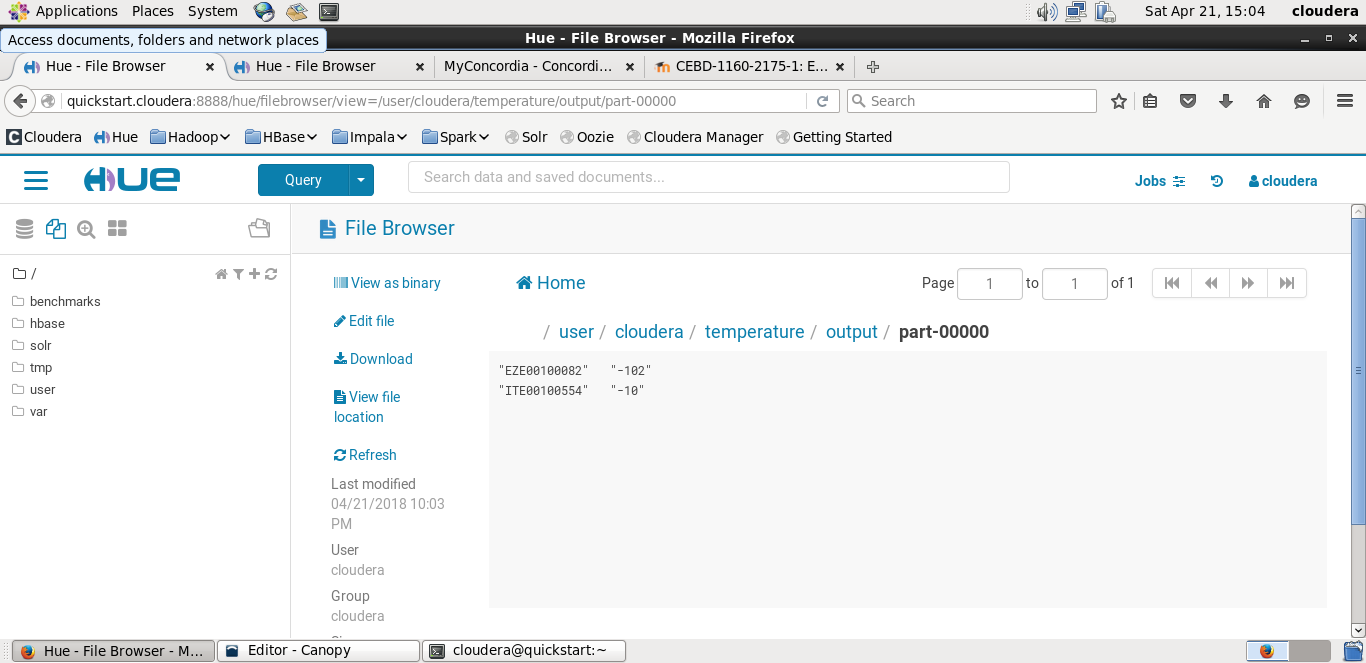 Applications Places System Sat Apr 21, 15:04 cloudera
Access documents, folders and network places
Hue - File Browser - Mozilla Firefox
Hue - File Browser Hue - File Browser MyConcordia - Concordi... CEBD-1160-2175-1: E...
quickstart.cloudera:8888/hue/filebrowser/view=/user/cloudera/temperature/output/part-00000 Search
Cloudera Hue Hadoop HBase Impala Spark Solr Oozie Cloudera Manager Getting Started
HUE Query Search data and saved documents... Jobs cloudera
File Browser
/
benchmarks
hbase
solr
tmp
user
var
View as binary
Edit file
Download
View file
location
Refresh
Last modified
04/21/2018 10:03
PM
User
cloudera
Group
cloudera
Home Page 1 to 1 of 1
/ user / cloudera / temperature / output / part-00000
"EZE00100082" "-102"
"ITE00100554" "-10"
Hue - File Browser - M... Editor - Canopy cloudera@quickstart:~